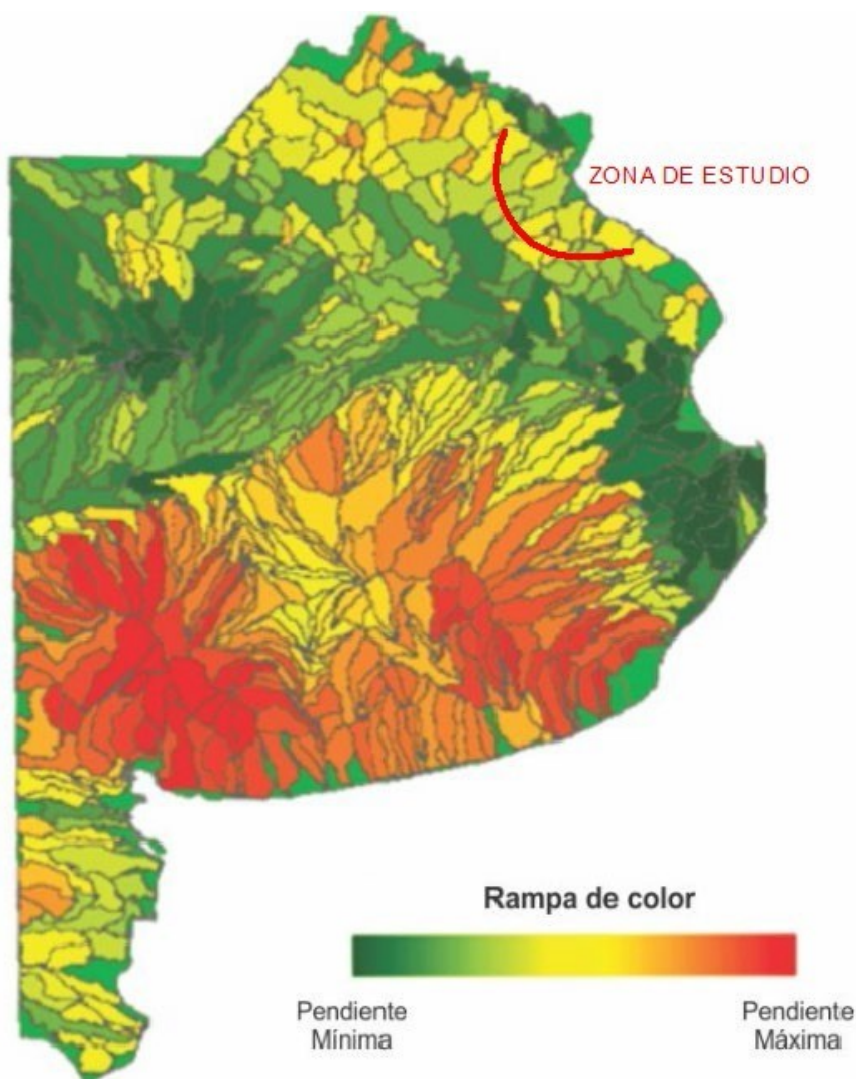 ZONA DE ESTUDIO
Rampa de color
Pendiente
Mínima
Pendiente
Máxima